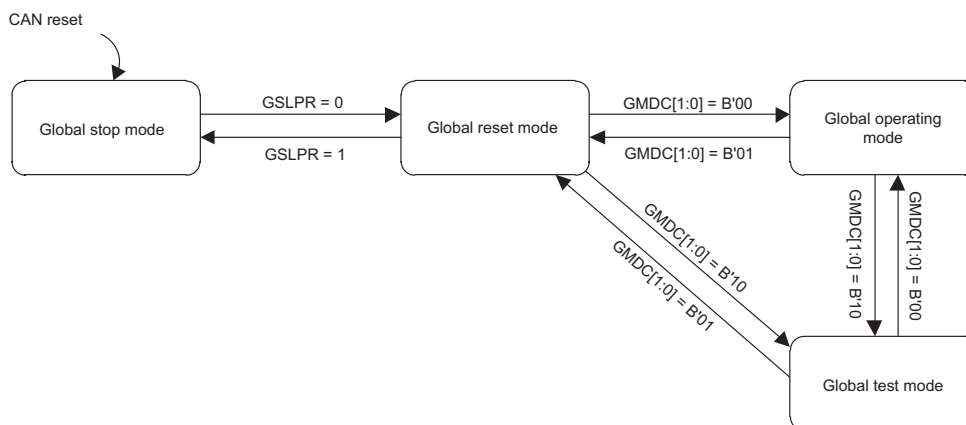 CAN reset
Global stop mode
GSLPR = 0
GSLPR = 1
Global reset mode
GMDC[1:0] = B'00
GMDC[1:0] = B'01
Global operating
mode
GMDC[1:0] = B'10
GMDC[1:0] = B'01
GMDC[1:0] = B'10
GMDC[1:0] = B'00
Global test mode